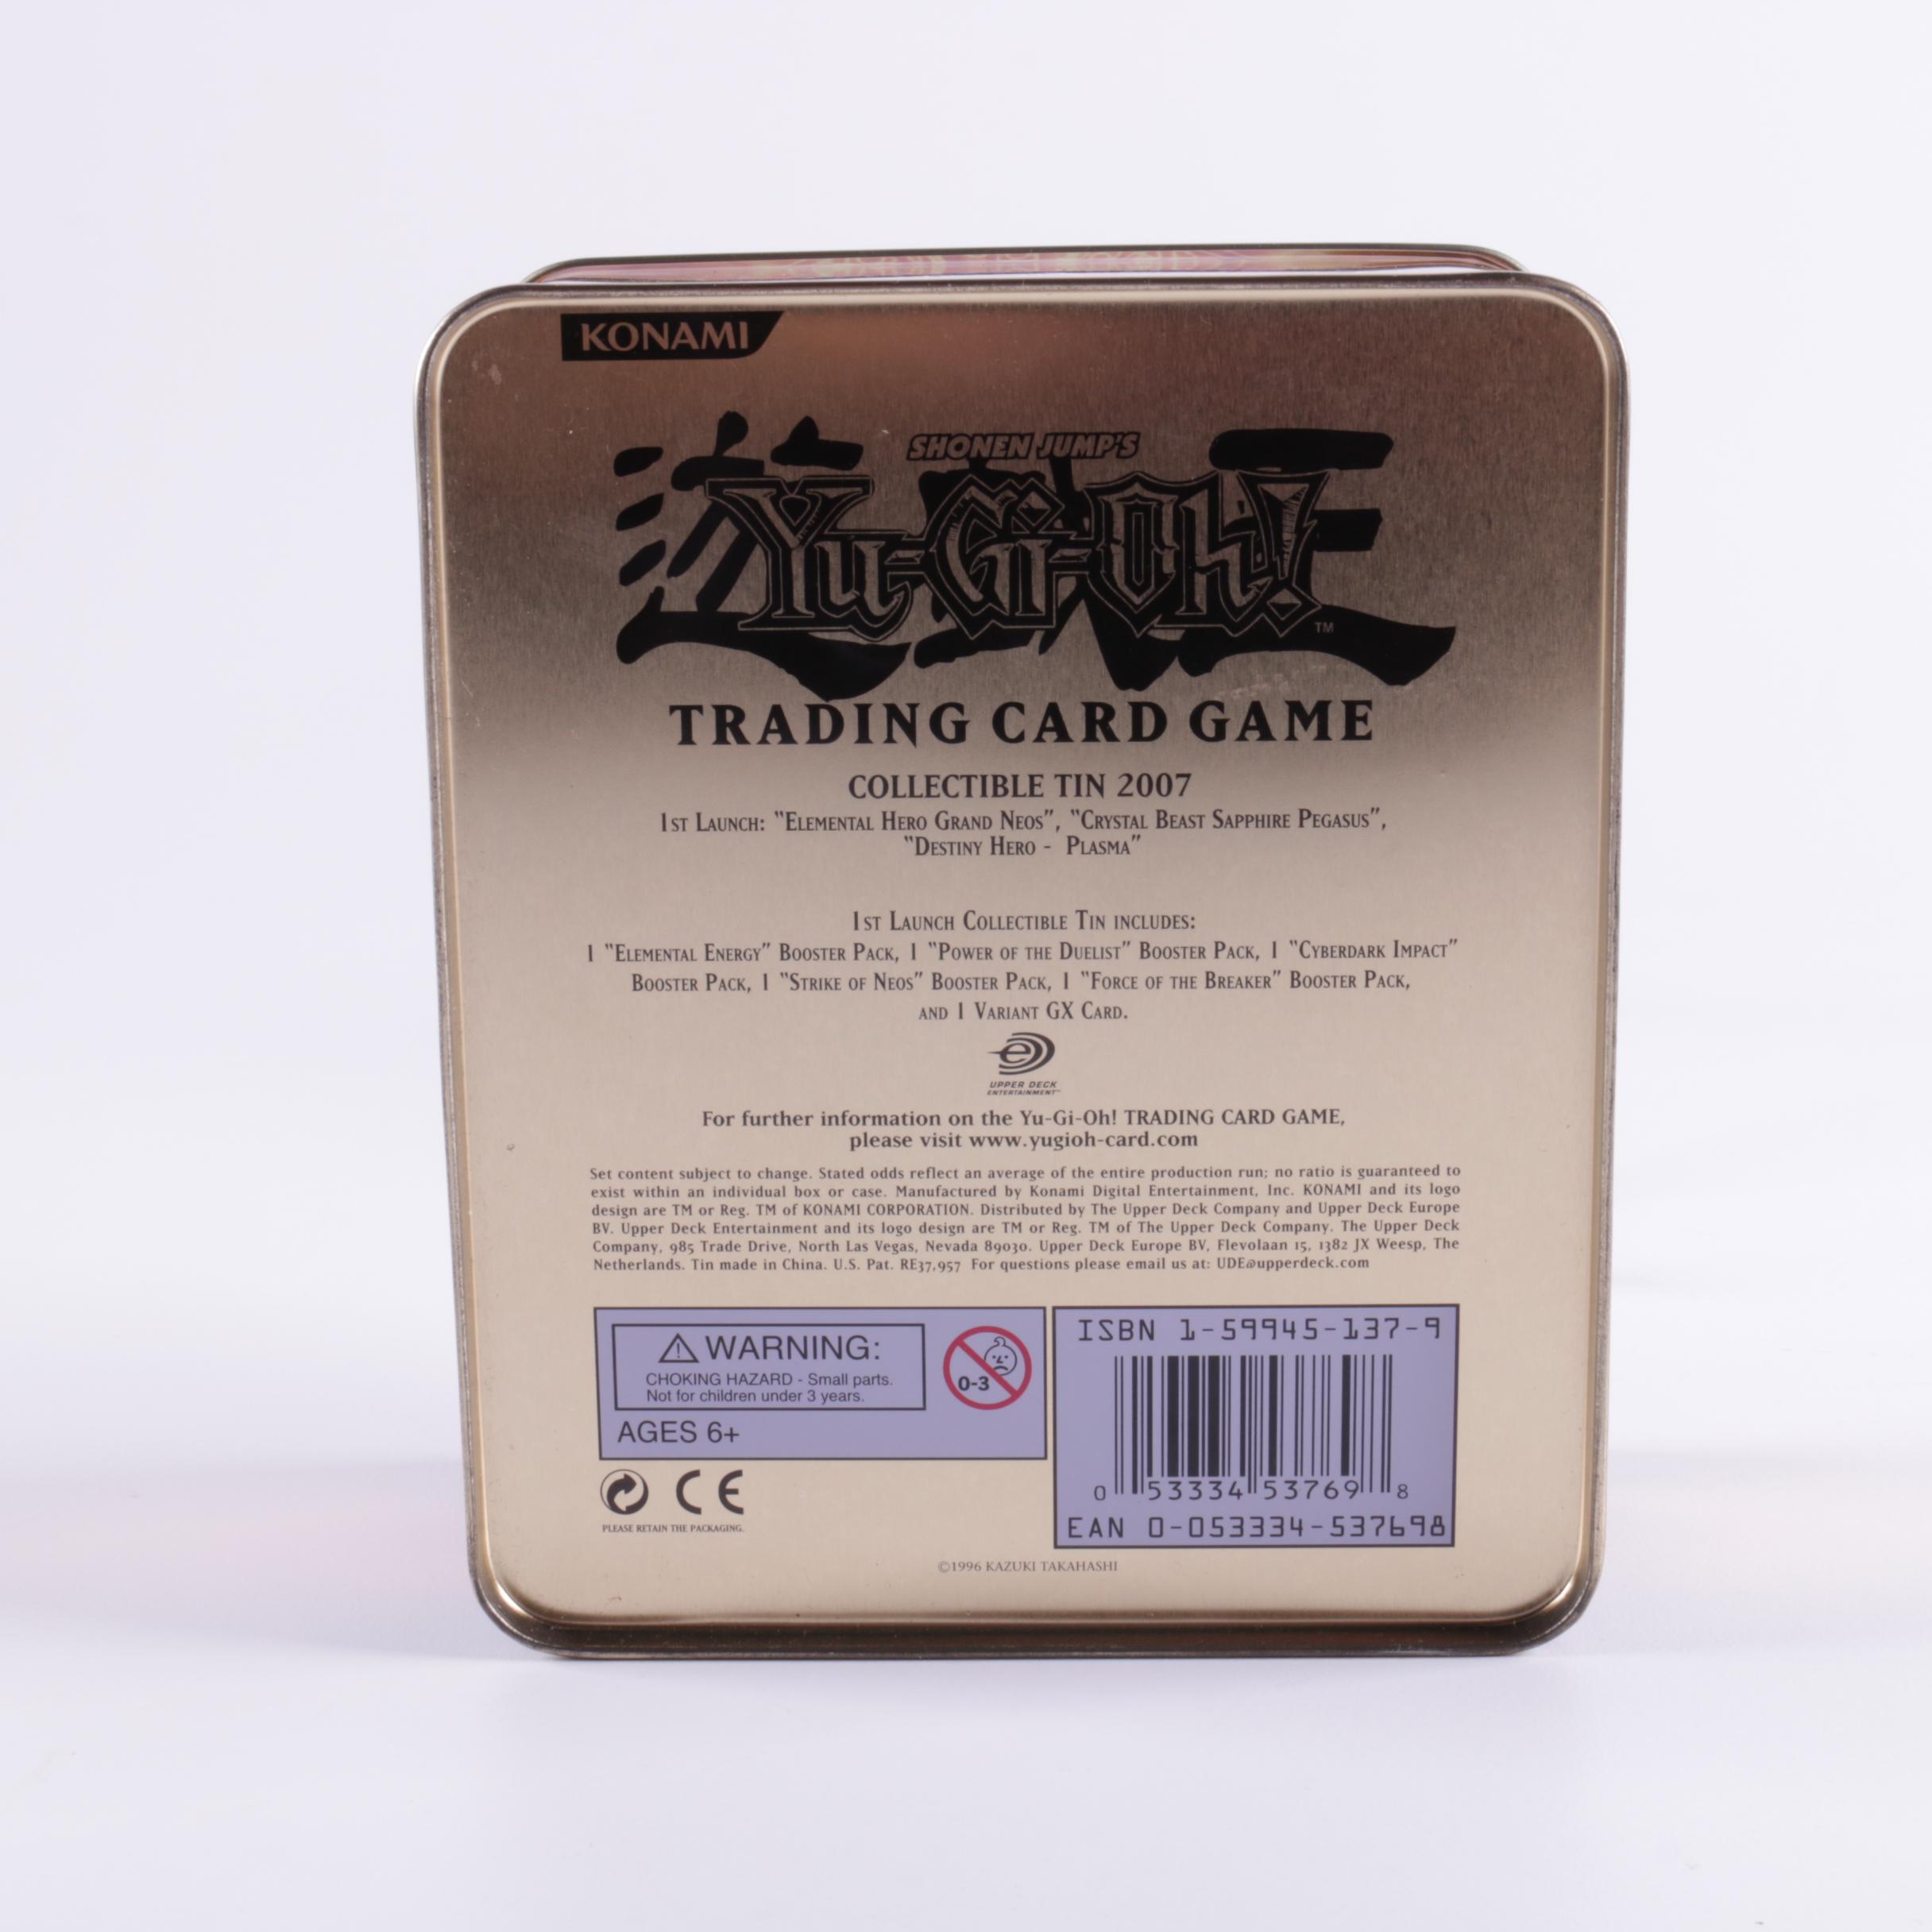 KONAMI
遊☆戯☆王
SHONEN JUMP'S
Yu-Gi-Oh!
TM
TRADING CARD GAME
COLLECTIBLE TIN 2007
1ST LAUNCH: "ELEMENTAL HERO GRAND NEOS", "CRYSTAL BEAST SAPPHIRE PEGASUS",
"DESTINY HERO - PLASMA"
1ST LAUNCH COLLECTIBLE TIN INCLUDES:
1 "ELEMENTAL ENERGY" BOOSTER PACK, 1 "POWER OF THE DUELIST" BOOSTER PACK, 1 "CYBERDARK IMPACT"
BOOSTER PACK, 1 "STRIKE OF NEOS" BOOSTER PACK, 1 "FORCE OF THE BREAKER" BOOSTER PACK,
AND 1 VARIANT GX CARD.
UPPER DECK
ENTERTAINMENT™
For further information on the Yu-Gi-Oh! TRADING CARD GAME,
please visit www.yugioh-card.com
Set content subject to change. Stated odds reflect an average of the entire production run; no ratio is guaranteed to
exist within an individual box or case. Manufactured by Konami Digital Entertainment, Inc. KONAMI and its logo
design are TM or Reg. TM of KONAMI CORPORATION. Distributed by The Upper Deck Company and Upper Deck Europe
BV. Upper Deck Entertainment and its logo design are TM or Reg. TM of The Upper Deck Company. The Upper Deck
Company, 985 Trade Drive, North Las Vegas, Nevada 89030. Upper Deck Europe BV, Flevolaan 15, 1382 JX Weesp, The
Netherlands. Tin made in China. U.S. Pat. RE37,957 For questions please email us at: UDE@upperdeck.com
⚠ WARNING:
CHOKING HAZARD - Small parts.
Not for children under 3 years.
0-3
AGES 6+
CE
PLEASE RETAIN THE PACKAGING.
ISBN 1-59945-137-9
0 53334 53769 8
EAN 0-053334-537698
©1996 KAZUKI TAKAHASHI